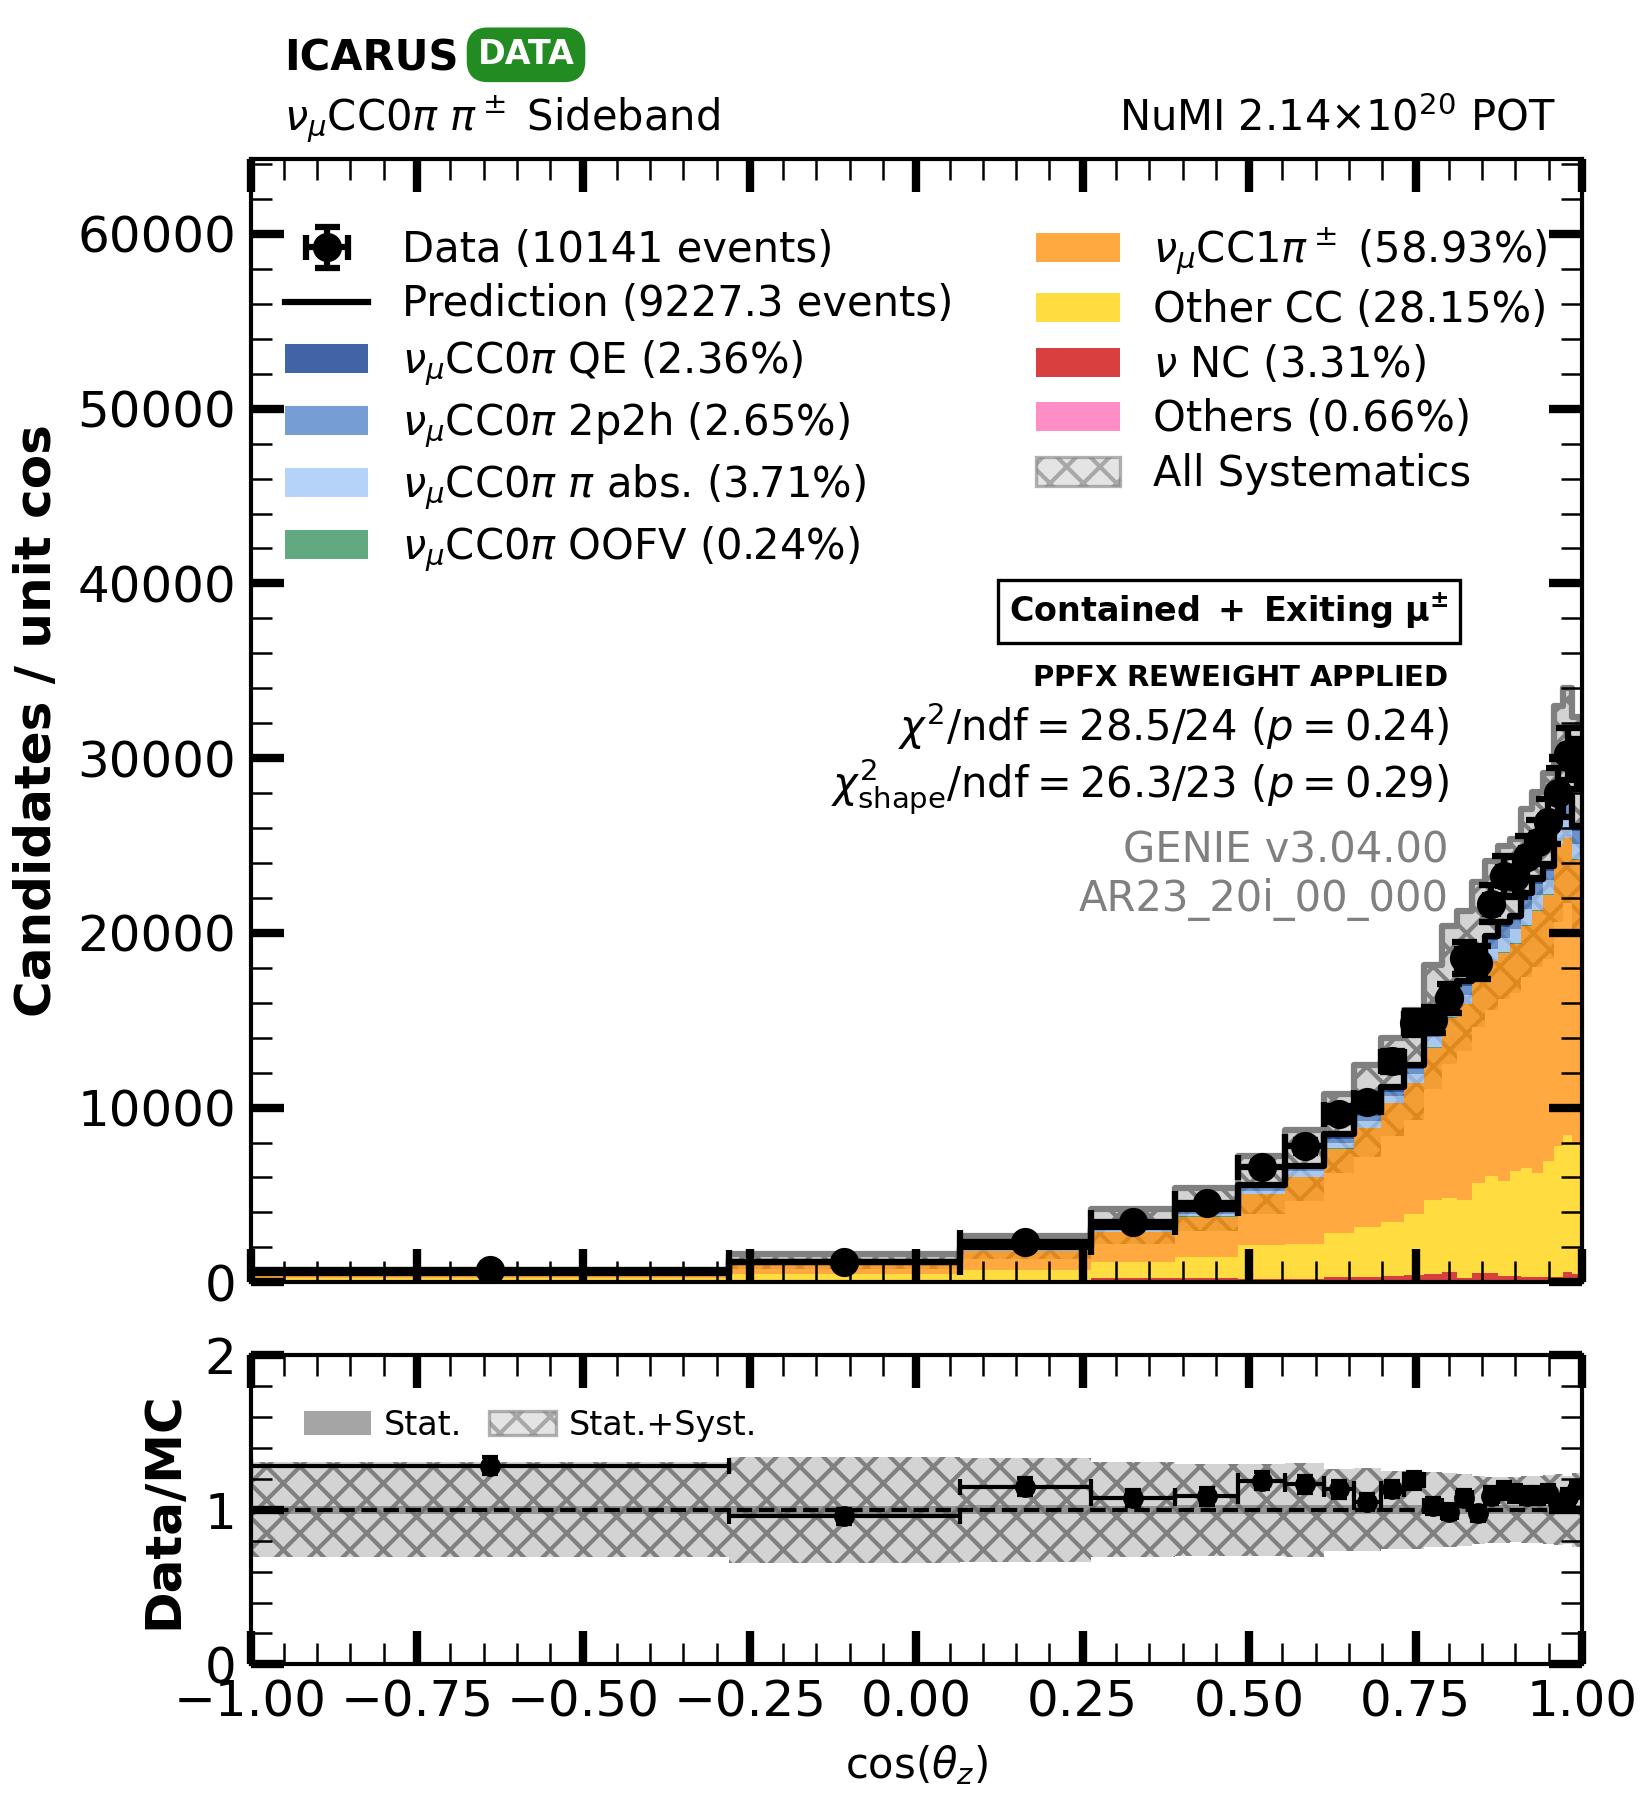 ICARUS DATA
νμCC0π π± Sideband
NuMI 2.14×10²⁰ POT
Candidates / unit cos
60000
50000
40000
30000
20000
10000
0
Data (10141 events)
Prediction (9227.3 events)
νμCC0π QE (2.36%)
νμCC0π 2p2h (2.65%)
νμCC0π π abs. (3.71%)
νμCC0π OOFV (0.24%)
νμCC1π± (58.93%)
Other CC (28.15%)
ν NC (3.31%)
Others (0.66%)
All Systematics
Contained + Exiting μ±
PPFX REWEIGHT APPLIED
χ²/ndf = 28.5/24 (p = 0.24)
χ²shape/ndf = 26.3/23 (p = 0.29)
GENIE v3.04.00
AR23_20i_00_000
Data/MC
2
1
0
Stat.
Stat.+Syst.
−1.00 −0.75 −0.50 −0.25 0.00 0.25 0.50 0.75 1.00
cos(θz)